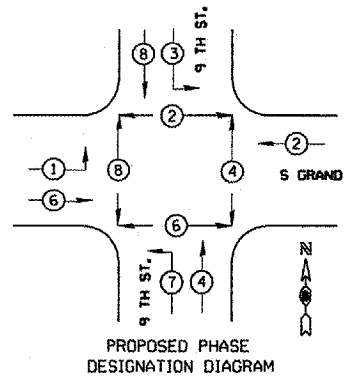 8 3 9 TH ST.
2
1 8 4 2
S GRAND
6
6
9 TH ST. 7 4
N
PROPOSED PHASE
DESIGNATION DIAGRAM